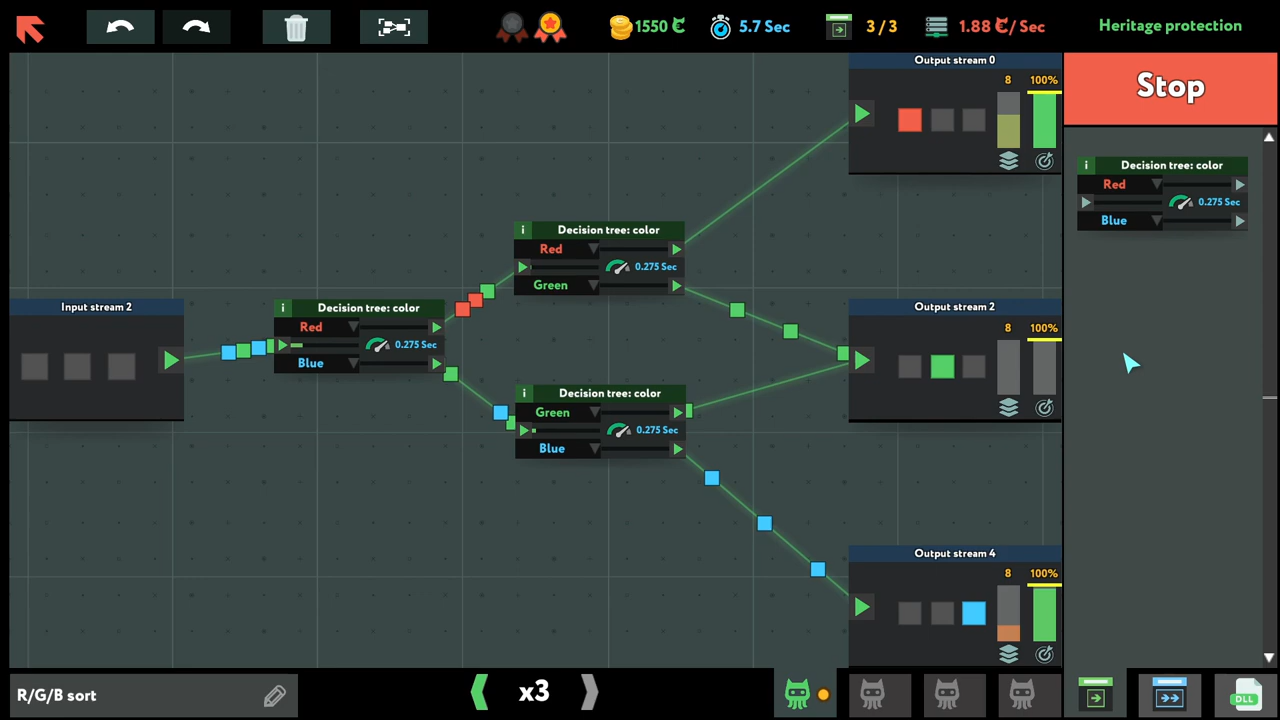 1550
5.7 Sec
3 / 3
1.88 €/ Sec
Heritage protection
Stop
Output stream 0
8
100%
i
Decision tree: color
Red
0.275 Sec
Blue
i
Decision tree: color
Red
0.275 Sec
Green
Input stream 2
i
Decision tree: color
Red
0.275 Sec
Blue
Output stream 2
8
100%
i
Decision tree: color
Green
0.275 Sec
Blue
Output stream 4
8
100%
R/G/B sort
x3
DLL